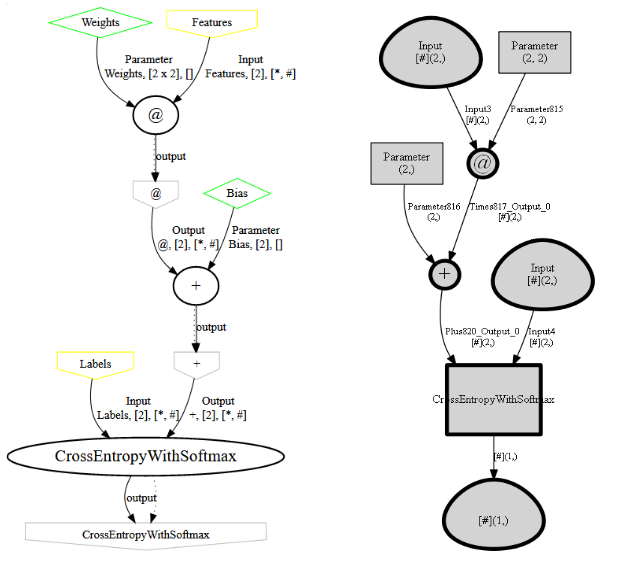 Weights
Features
Parameter
Weights, [2 x 2], []
Input
Features, [2], [*, #]
@
output
@
Bias
Output
@, [2], [*, #]
Parameter
Bias, [2], []
+
output
Labels
+
Input
Labels, [2], [*, #]
Output
+, [2], [*, #]
CrossEntropyWithSoftmax
output
CrossEntropyWithSoftmax
Input
[#](2,)
Parameter
(2, 2)
Input3
[#](2,)
Parameter815
(2, 2)
Parameter
(2,)
@
Parameter816
(2,)
Times817_Output_0
[#](2,)
+
Input
[#](2,)
Plus820_Output_0
[#](2,)
Input4
[#](2,)
CrossEntropyWithSoftmax
[#](1,)
[#](1,)